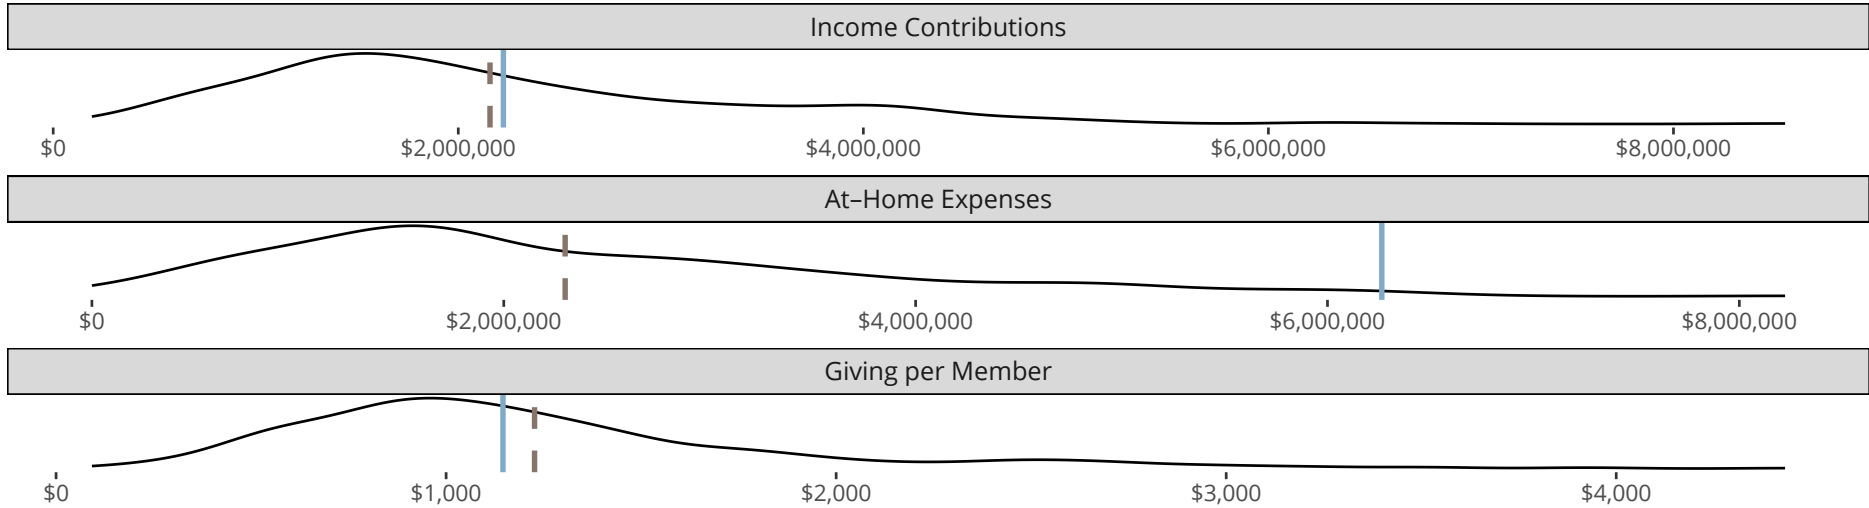 Income Contributions
$0 $2,000,000 $4,000,000 $6,000,000 $8,000,000
At–Home Expenses
$0 $2,000,000 $4,000,000 $6,000,000 $8,000,000
Giving per Member
$0 $1,000 $2,000 $3,000 $4,000